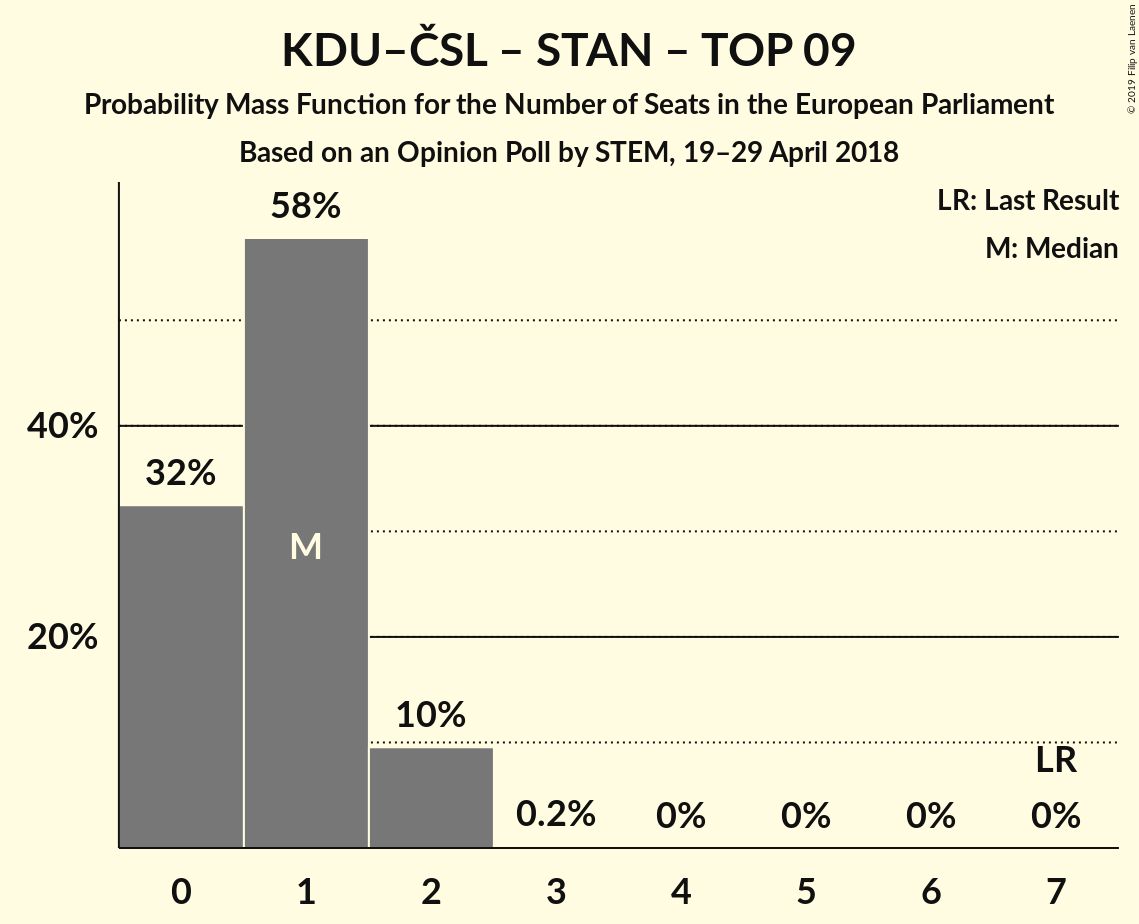 KDU–ČSL – STAN – TOP 09
Probability Mass Function for the Number of Seats in the European Parliament
Based on an Opinion Poll by STEM, 19–29 April 2018
© 2019 Filip van Laenen
LR: Last Result
M: Median
58%
40%
32%
M
20%
10%
LR
0.2% 0% 0% 0% 0%
0 1 2 3 4 5 6 7